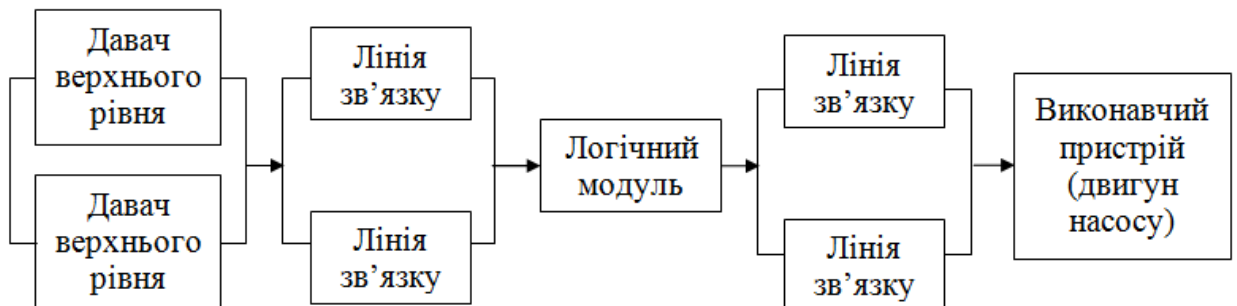 Давач
верхнього
рівня
Давач
верхнього
рівня
Лінія
зв’язку
Лінія
зв’язку
Логічний
модуль
Лінія
зв’язку
Лінія
зв’язку
Виконавчий
пристрій
(двигун
насосу)